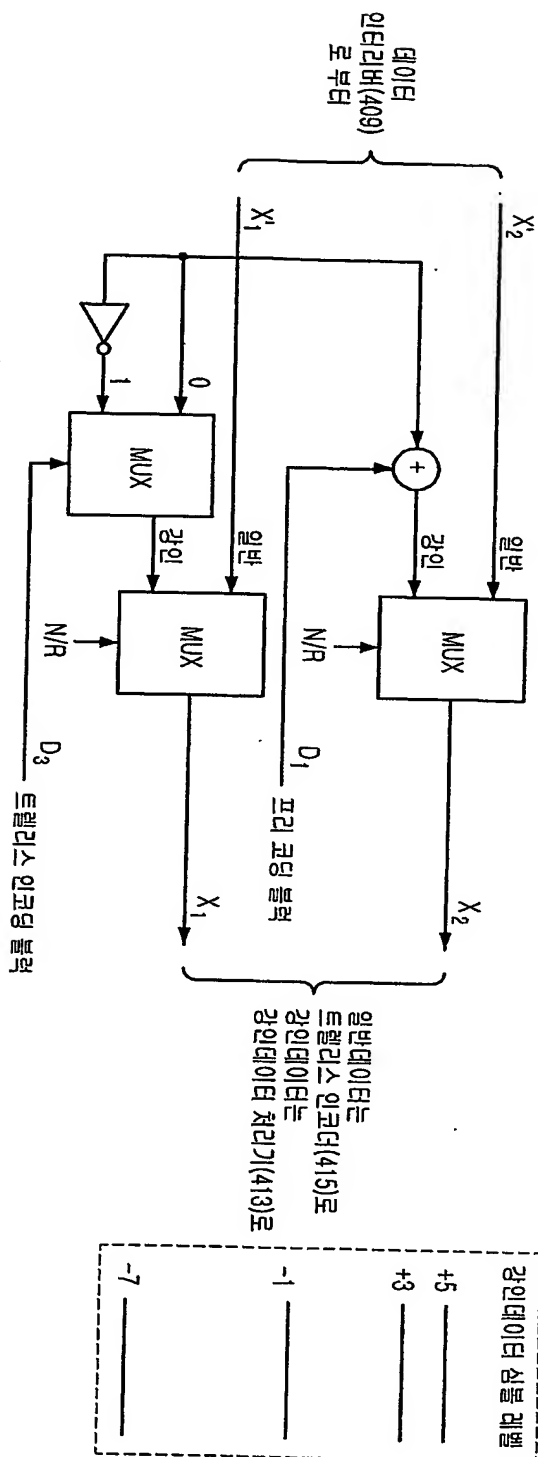 데이터
인터리버(409)
로 부터
X'2
일반
강인
MUX
N/R
X2
D1
프리 코딩 블럭
X'1
일반
0
1
MUX
강인
MUX
N/R
X1
D3
트렐리스 인코딩 블럭
일반데이터는
트렐리스 인코더(415)로
강인데이터는
강인데이터 처리기(413)로
강인데이터 심볼 레벨
+5
+3
-1
-7